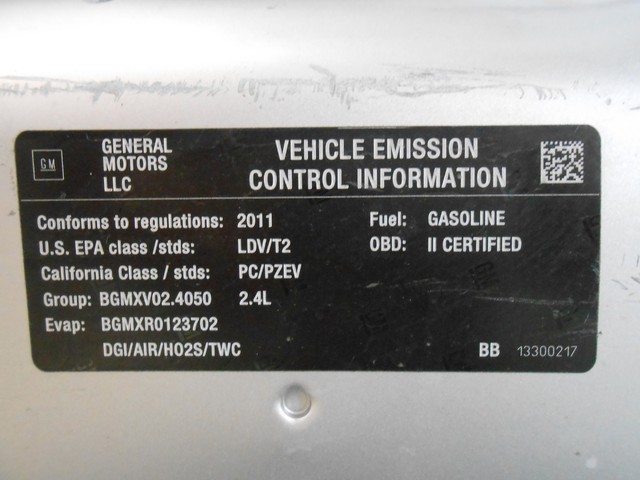 GM
GENERAL MOTORS LLC
VEHICLE EMISSION
CONTROL INFORMATION
Conforms to regulations: 2011 Fuel: GASOLINE
U.S. EPA class /stds: LDV/T2 OBD: II CERTIFIED
California Class / stds: PC/PZEV
Group: BGMXV02.4050 2.4L
Evap: BGMXR0123702
DGI/AIR/HO2S/TWC BB 13300217